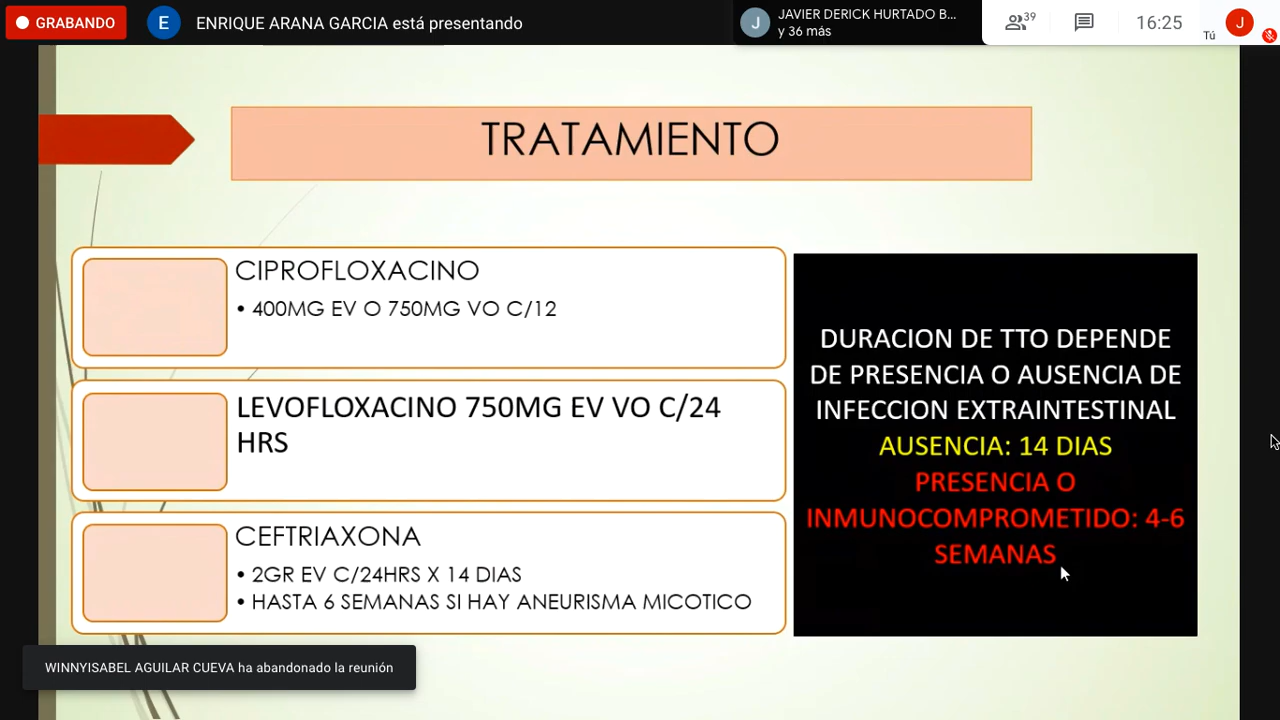 GRABANDO
E
ENRIQUE ARANA GARCIA está presentando
J
JAVIER DERICK HURTADO B...
y 36 más
39
16:25
Tú
J
TRATAMIENTO
CIPROFLOXACINO
• 400MG EV O 750MG VO C/12
LEVOFLOXACINO 750MG EV VO C/24
HRS
CEFTRIAXONA
• 2GR EV C/24HRS X 14 DIAS
• HASTA 6 SEMANAS SI HAY ANEURISMA MICOTICO
DURACION DE TTO DEPENDE
DE PRESENCIA O AUSENCIA DE
INFECCION EXTRAINTESTINAL
AUSENCIA: 14 DIAS
PRESENCIA O
INMUNOCOMPROMETIDO: 4-6
SEMANAS
WINNYISABEL AGUILAR CUEVA ha abandonado la reunión